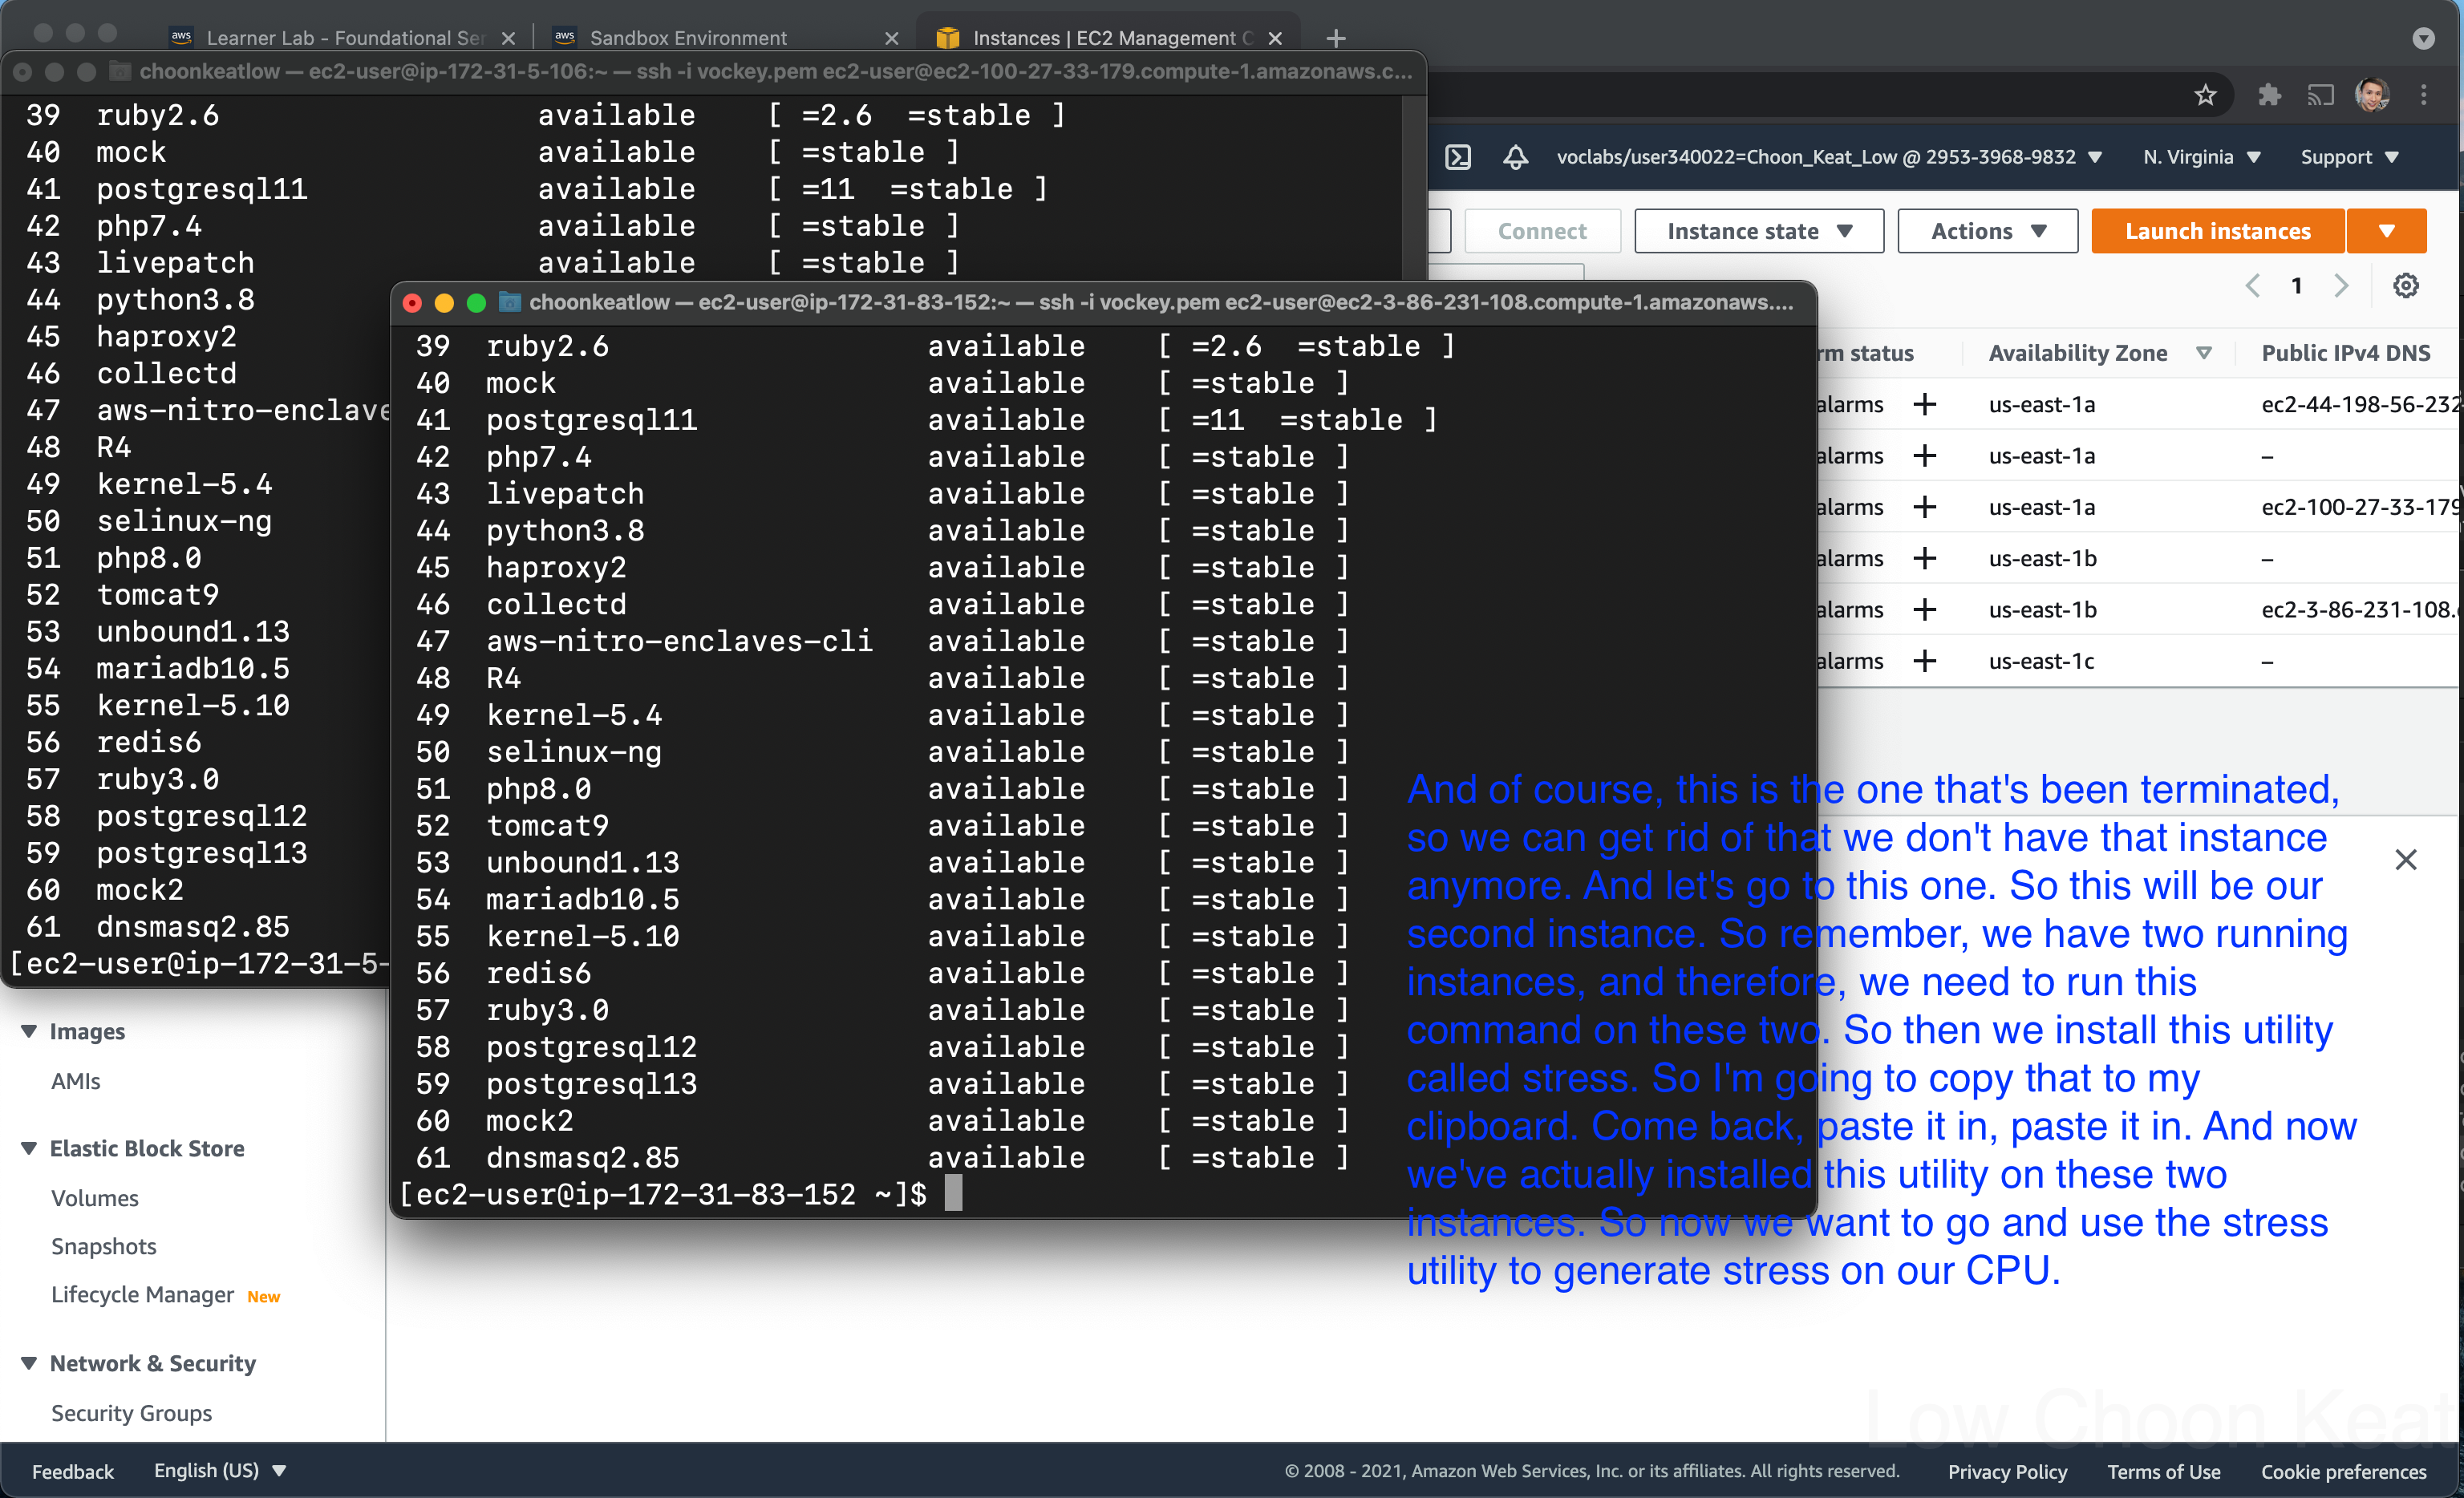 aws Learner Lab - Foundational Ser
aws Sandbox Environment
Instances | EC2 Management C
choonkeatlow — ec2-user@ip-172-31-5-106:~ — ssh -i vockey.pem ec2-user@ec2-100-27-33-179.compute-1.amazonaws.c...
39 ruby2.6 available [ =2.6 =stable ]
40 mock available [ =stable ]
41 postgresql11 available [ =11 =stable ]
42 php7.4 available [ =stable ]
43 livepatch available [ =stable ]
44 python3.8
45 haproxy2
46 collectd
47 aws-nitro-enclave
48 R4
49 kernel-5.4
50 selinux-ng
51 php8.0
52 tomcat9
53 unbound1.13
54 mariadb10.5
55 kernel-5.10
56 redis6
57 ruby3.0
58 postgresql12
59 postgresql13
60 mock2
61 dnsmasq2.85
[ec2-user@ip-172-31-5-
voclabs/user340022=Choon_Keat_Low @ 2953-3968-9832 N. Virginia Support
Connect Instance state Actions Launch instances
1
choonkeatlow — ec2-user@ip-172-31-83-152:~ — ssh -i vockey.pem ec2-user@ec2-3-86-231-108.compute-1.amazonaws....
39 ruby2.6 available [ =2.6 =stable ]
40 mock available [ =stable ]
41 postgresql11 available [ =11 =stable ]
42 php7.4 available [ =stable ]
43 livepatch available [ =stable ]
44 python3.8 available [ =stable ]
45 haproxy2 available [ =stable ]
46 collectd available [ =stable ]
47 aws-nitro-enclaves-cli available [ =stable ]
48 R4 available [ =stable ]
49 kernel-5.4 available [ =stable ]
50 selinux-ng available [ =stable ]
51 php8.0 available [ =stable ]
52 tomcat9 available [ =stable ]
53 unbound1.13 available [ =stable ]
54 mariadb10.5 available [ =stable ]
55 kernel-5.10 available [ =stable ]
56 redis6 available [ =stable ]
57 ruby3.0 available [ =stable ]
58 postgresql12 available [ =stable ]
59 postgresql13 available [ =stable ]
60 mock2 available [ =stable ]
61 dnsmasq2.85 available [ =stable ]
[ec2-user@ip-172-31-83-152 ~]$
rm status Availability Zone Public IPv4 DNS
alarms + us-east-1a ec2-44-198-56-232
alarms + us-east-1a –
alarms + us-east-1a ec2-100-27-33-179
alarms + us-east-1b –
alarms + us-east-1b ec2-3-86-231-108.
alarms + us-east-1c –
And of course, this is the one that's been terminated,
so we can get rid of that we don't have that instance
anymore. And let's go to this one. So this will be our
second instance. So remember, we have two running
instances, and therefore, we need to run this
command on these two. So then we install this utility
called stress. So I'm going to copy that to my
clipboard. Come back, paste it in, paste it in. And now
we've actually installed this utility on these two
instances. So now we want to go and use the stress
utility to generate stress on our CPU.
Images
AMIs
Elastic Block Store
Volumes
Snapshots
Lifecycle Manager New
Network & Security
Security Groups
Low Choon Keat
Feedback English (US) © 2008 - 2021, Amazon Web Services, Inc. or its affiliates. All rights reserved. Privacy Policy Terms of Use Cookie preferences